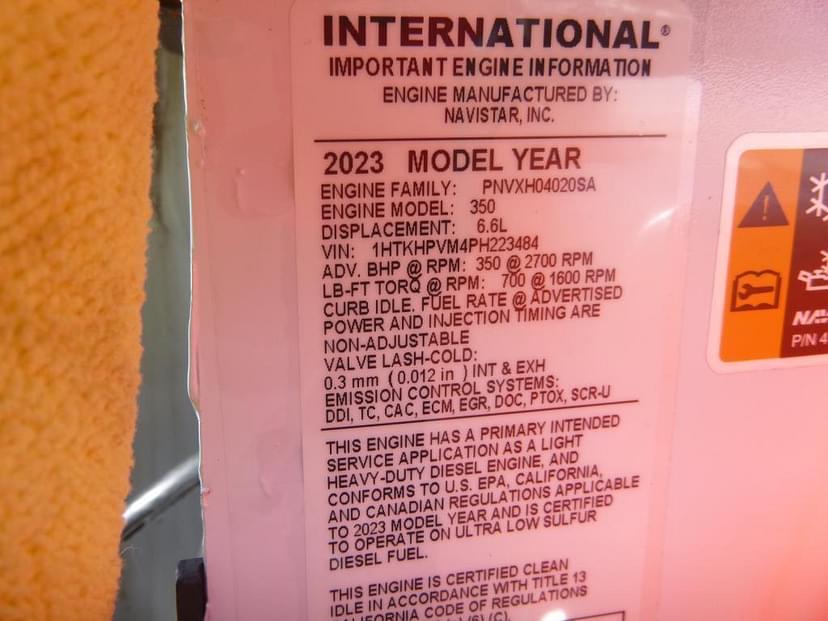 INTERNATIONAL®
IMPORTANT ENGINE INFORMATION
ENGINE MANUFACTURED BY:
NAVISTAR, INC.
2023 MODEL YEAR
ENGINE FAMILY: PNVXH04020SA
ENGINE MODEL: 350
DISPLACEMENT: 6.6L
VIN: 1HTKHPVM4PH223484
ADV. BHP @ RPM: 350 @ 2700 RPM
LB-FT TORQ @ RPM: 700 @ 1600 RPM
CURB IDLE, FUEL RATE @ ADVERTISED
POWER AND INJECTION TIMING ARE
NON-ADJUSTABLE
VALVE LASH-COLD:
0.3 mm ( 0.012 in ) INT & EXH
EMISSION CONTROL SYSTEMS:
DDI, TC, CAC, ECM, EGR, DOC, PTOX, SCR-U
THIS ENGINE HAS A PRIMARY INTENDED
SERVICE APPLICATION AS A LIGHT
HEAVY-DUTY DIESEL ENGINE, AND
CONFORMS TO U.S. EPA, CALIFORNIA,
AND CANADIAN REGULATIONS APPLICABLE
TO 2023 MODEL YEAR AND IS CERTIFIED
TO OPERATE ON ULTRA LOW SULFUR
DIESEL FUEL.
THIS ENGINE IS CERTIFIED CLEAN
IDLE IN ACCORDANCE WITH TITLE 13
CALIFORNIA CODE OF REGULATIONS
P/N